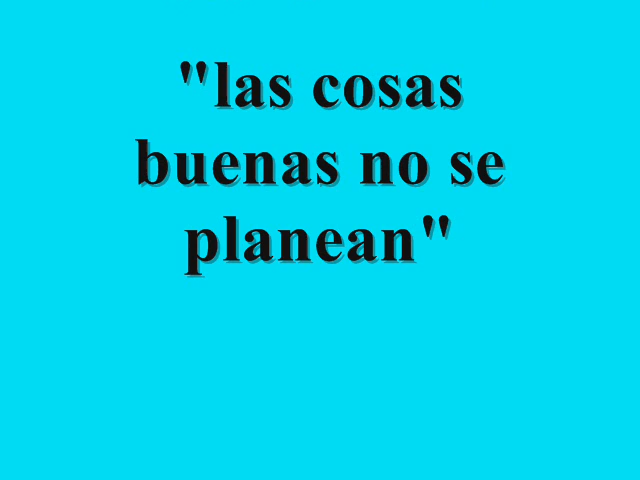 "las cosas
buenas no se
planean"